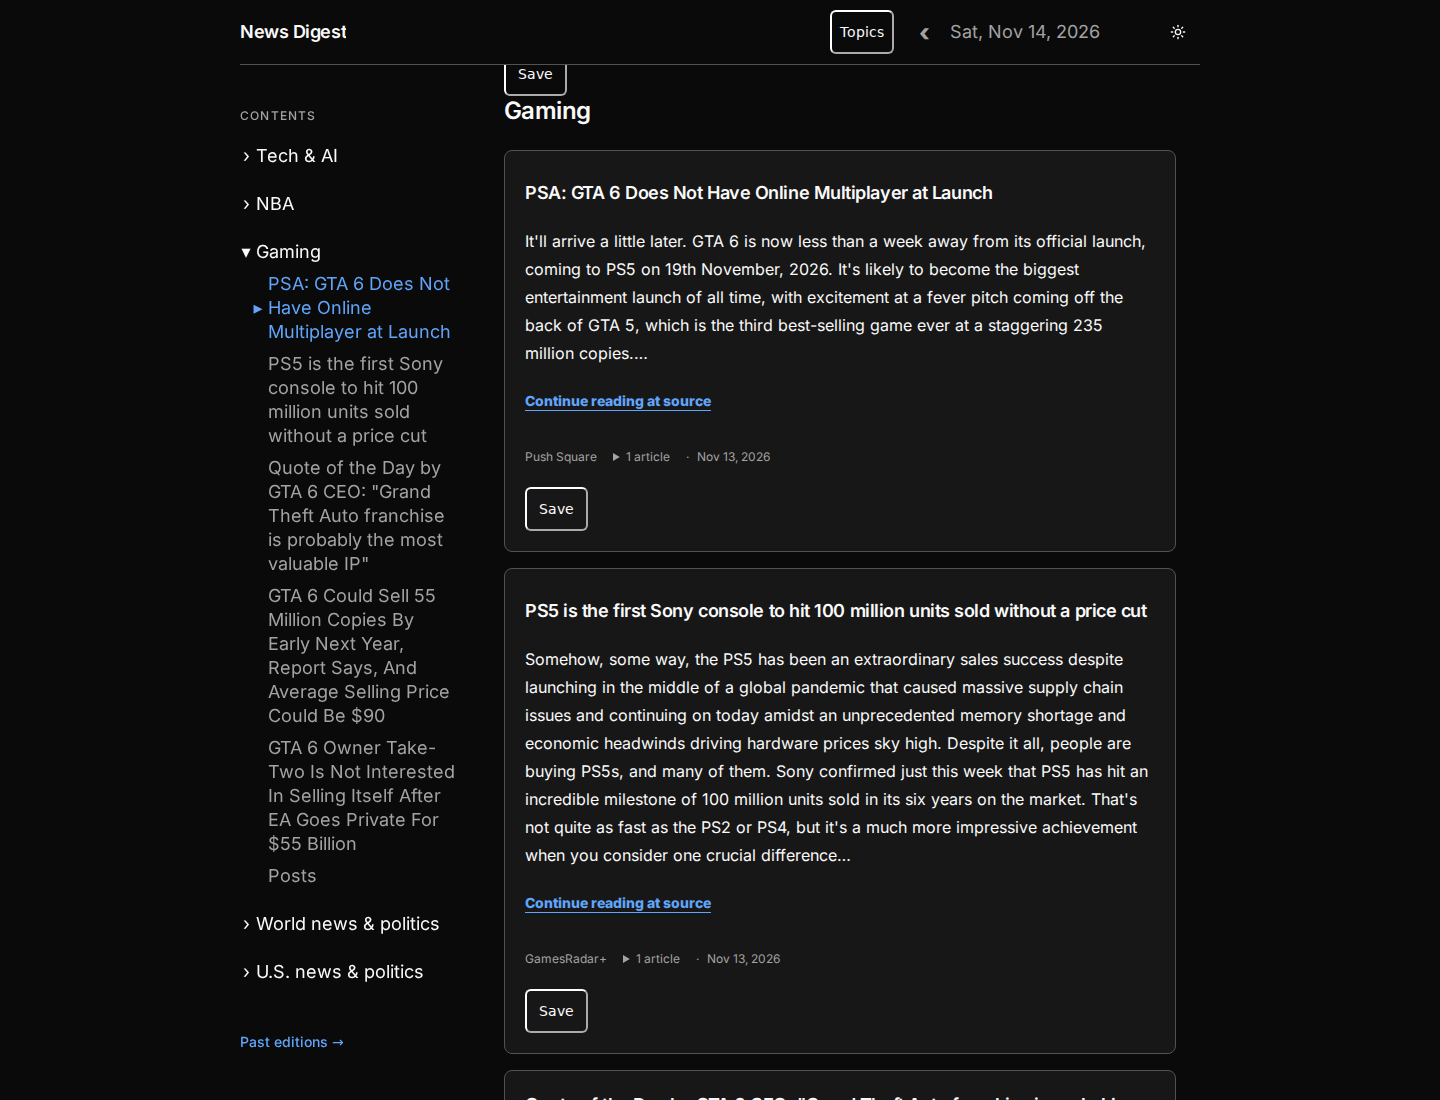 News Digest
Topics
‹ Sat, Nov 14, 2026
Save
CONTENTS
› Tech & AI
› NBA
▾ Gaming
PSA: GTA 6 Does Not
▸ Have Online
Multiplayer at Launch
PS5 is the first Sony
console to hit 100
million units sold
without a price cut
Quote of the Day by
GTA 6 CEO: "Grand
Theft Auto franchise
is probably the most
valuable IP"
GTA 6 Could Sell 55
Million Copies By
Early Next Year,
Report Says, And
Average Selling Price
Could Be $90
GTA 6 Owner Take-
Two Is Not Interested
In Selling Itself After
EA Goes Private For
$55 Billion
Posts
› World news & politics
› U.S. news & politics
Past editions →
Gaming
PSA: GTA 6 Does Not Have Online Multiplayer at Launch
It'll arrive a little later. GTA 6 is now less than a week away from its official launch,
coming to PS5 on 19th November, 2026. It's likely to become the biggest
entertainment launch of all time, with excitement at a fever pitch coming off the
back of GTA 5, which is the third best-selling game ever at a staggering 235
million copies....
Continue reading at source
Push Square ▶ 1 article · Nov 13, 2026
Save
PS5 is the first Sony console to hit 100 million units sold without a price cut
Somehow, some way, the PS5 has been an extraordinary sales success despite
launching in the middle of a global pandemic that caused massive supply chain
issues and continuing on today amidst an unprecedented memory shortage and
economic headwinds driving hardware prices sky high. Despite it all, people are
buying PS5s, and many of them. Sony confirmed just this week that PS5 has hit an
incredible milestone of 100 million units sold in its six years on the market. That's
not quite as fast as the PS2 or PS4, but it's a much more impressive achievement
when you consider one crucial difference...
Continue reading at source
GamesRadar+ ▶ 1 article · Nov 13, 2026
Save